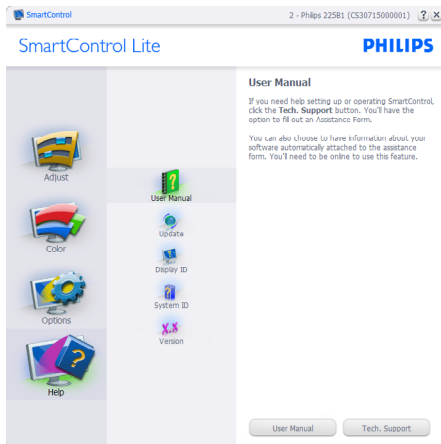 SmartControl
2 - Philips 225B1 (CS30715000001)
? X
SmartControl Lite
PHILIPS
User Manual
If you need help setting up or operating SmartControl,
click the Tech. Support button. You'll have the
option to fill out an Assistance Form.
You can also choose to have information about your
software automatically attached to the assistance
form. You'll need to be online to use this feature.
Adjust
Color
Options
Help
User Manual
Update
Display ID
System ID
X.X
Version
User Manual
Tech. Support